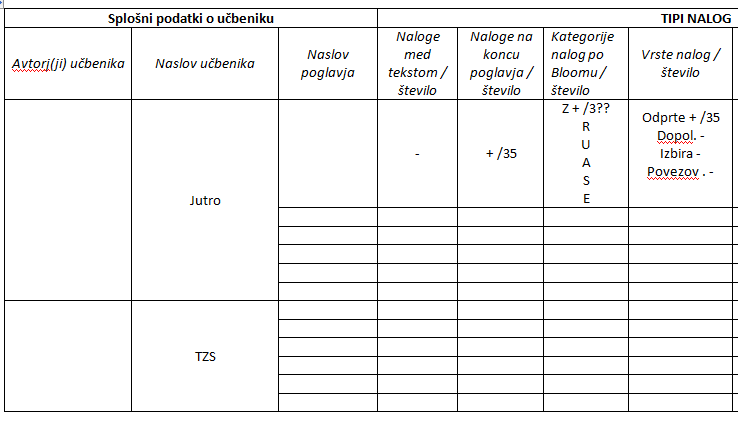 Splošni podatki o učbeniku
TIPI NALOG
Avtorj(ji) učbenika
Naslov učbenika
Naslov
poglavja
Naloge
med
tekstom /
število
Naloge na
koncu
poglavja /
število
Kategorije
nalog po
Bloomu /
število
Vrste nalog /
število
Jutro
-
+ /35
Z + /3??
R
U
A
S
E
Odprte + /35
Dopol. -
Izbira -
Povezov . -
TZS